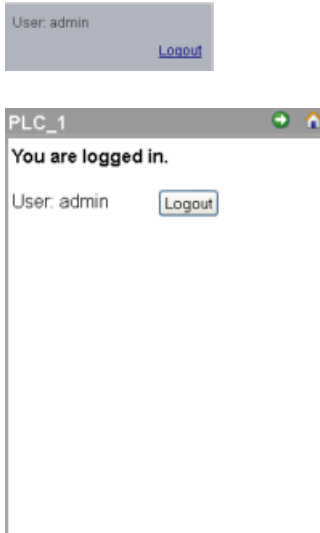 User: admin
Logout
PLC_1
You are logged in.
User: admin Logout